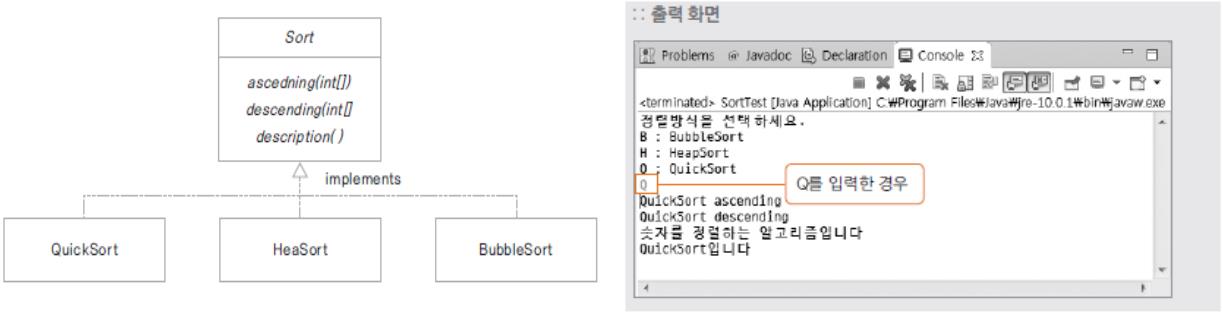 Sort
ascedning(int[])
descending(int[]
description( )
implements
QuickSort
HeaSort
BubbleSort
:: 출력 화면
Problems @ Javadoc Declaration Console
<terminated> SortTest [Java Application] C:₩Program Files₩Java₩jre-10.0.1₩bin₩javaw.exe
정렬방식을 선택하세요.
B : BubbleSort
H : HeapSort
Q : QuickSort
Q
Q를 입력한 경우
QuickSort ascending
QuickSort descending
숫자를 정렬하는 알고리즘입니다
QuickSort입니다